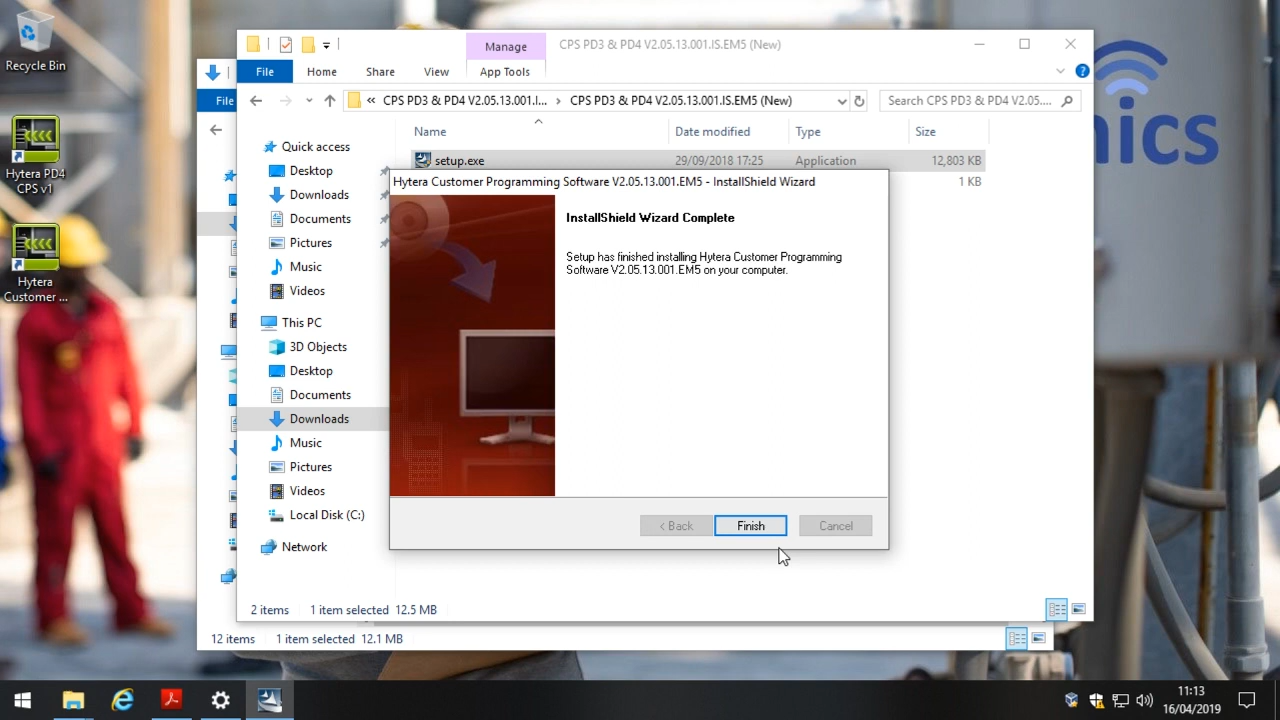 Recycle Bin
Hytera PD4
CPS v1
Hytera
Customer ...
Manage
CPS PD3 & PD4 V2.05.13.001.IS.EM5 (New)
File
Home
Share
View
App Tools
File
« CPS PD3 & PD4 V2.05.13.001.I... › CPS PD3 & PD4 V2.05.13.001.IS.EM5 (New)
Search CPS PD3 & PD4 V2.05....
Name
Date modified
Type
Size
setup.exe
29/09/2018 17:25
Application
12,803 KB
1 KB
Quick access
Desktop
Downloads
Documents
Pictures
Music
Videos
This PC
3D Objects
Desktop
Documents
Downloads
Music
Pictures
Videos
Local Disk (C:)
Network
Hytera Customer Programming Software V2.05.13.001.EM5 - InstallShield Wizard
InstallShield Wizard Complete
Setup has finished installing Hytera Customer Programming
Software V2.05.13.001.EM5 on your computer.
< Back
Finish
Cancel
2 items
1 item selected 12.5 MB
12 items
1 item selected 12.1 MB
nics
11:13
16/04/2019